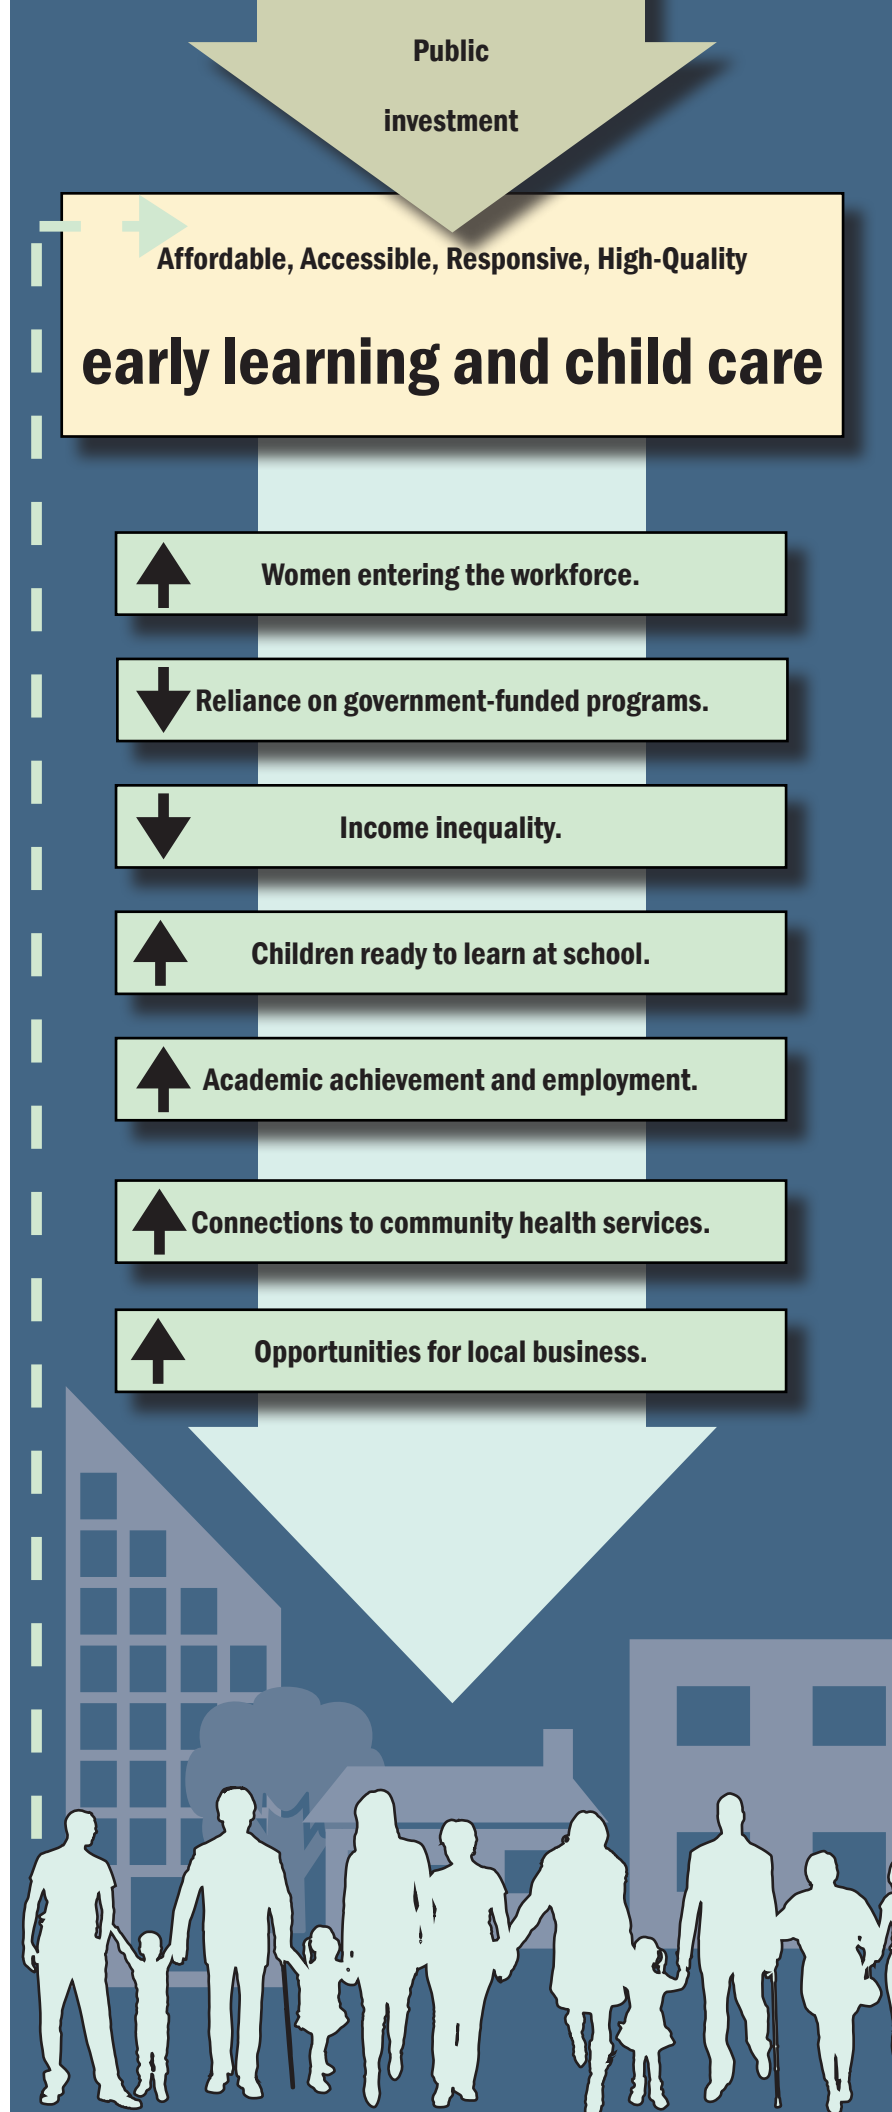 Public
investment
Affordable, Accessible, Responsive, High-Quality
early learning and child care
Women entering the workforce.
Reliance on government-funded programs.
Income inequality.
Children ready to learn at school.
Academic achievement and employment.
Connections to community health services.
Opportunities for local business.